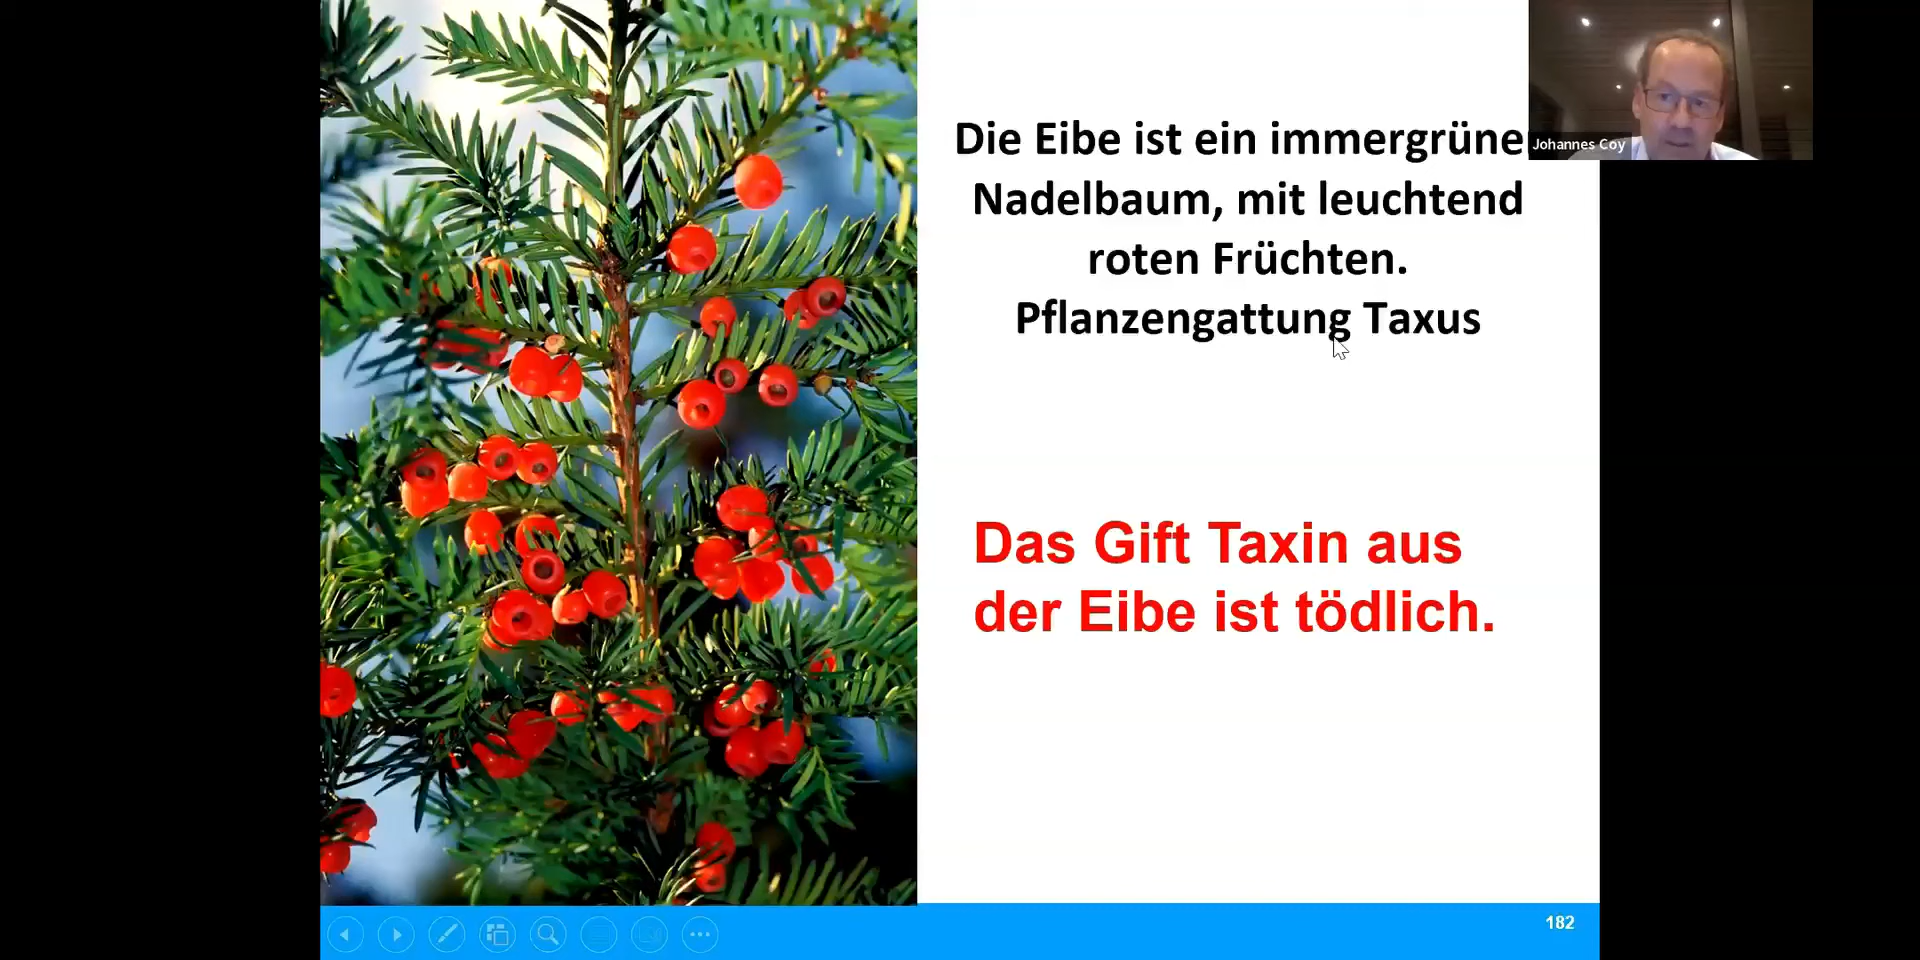 Die Eibe ist ein immergrüne
Nadelbaum, mit leuchtend
roten Früchten.
Pflanzengattung Taxus
Das Gift Taxin aus
der Eibe ist tödlich.
Johannes Coy
182